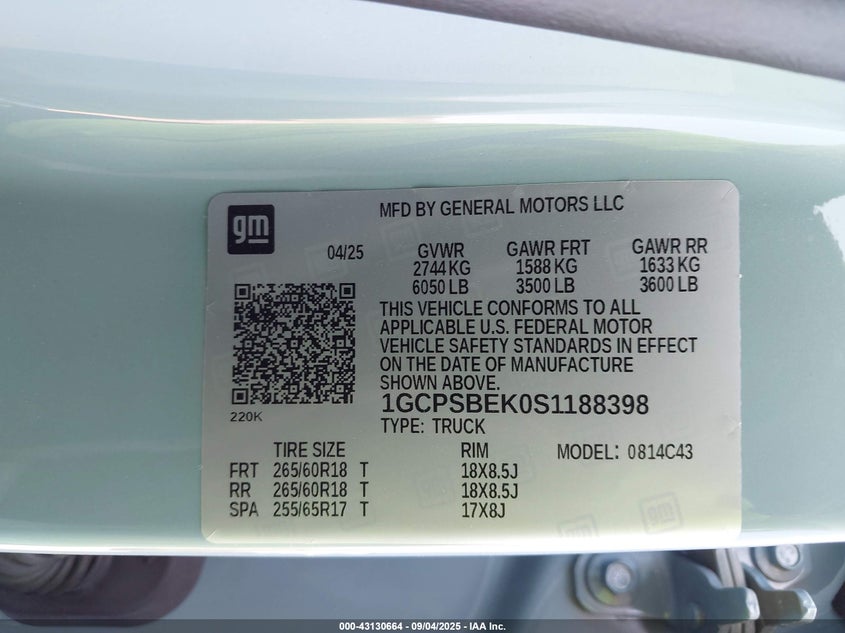 gm
MFD BY GENERAL MOTORS LLC
04/25
GVWR GAWR FRT GAWR RR
2744 KG 1588 KG 1633 KG
6050 LB 3500 LB 3600 LB
THIS VEHICLE CONFORMS TO ALL
APPLICABLE U.S. FEDERAL MOTOR
VEHICLE SAFETY STANDARDS IN EFFECT
ON THE DATE OF MANUFACTURE
SHOWN ABOVE.
220K
1GCPSBEK0S1188398
TYPE: TRUCK
TIRE SIZE RIM MODEL: 0814C43
FRT 265/60R18 T 18X8.5J
RR 265/60R18 T 18X8.5J
SPA 255/65R17 T 17X8J
gm
000-43130664 - 09/04/2025 - IAA Inc.